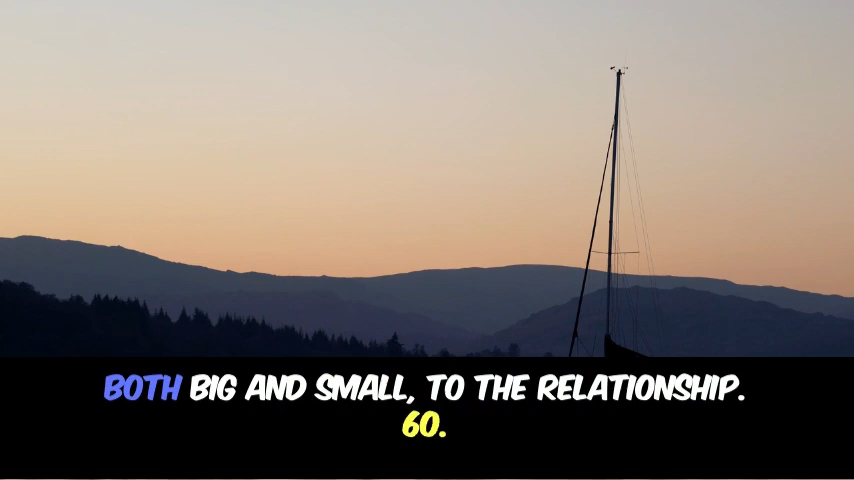 BOTH BIG AND SMALL, TO THE RELATIONSHIP.
60.